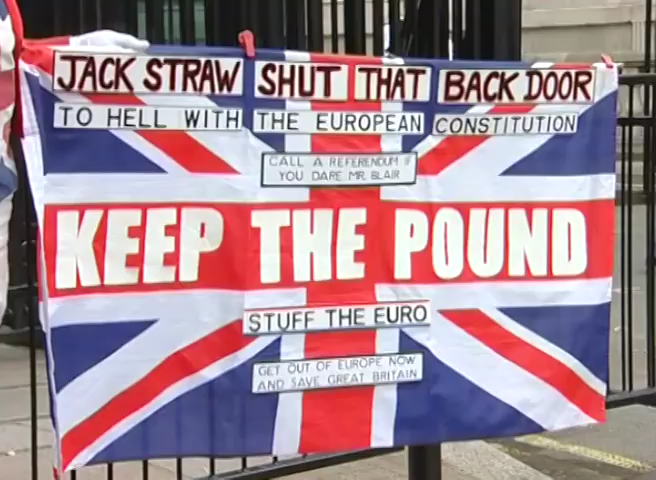 JACK STRAW SHUT THAT BACK DOOR
TO HELL WITH THE EUROPEAN CONSTITUTION
CALL A REFERENDUM IF
YOU DARE MR. BLAIR
KEEP THE POUND
STUFF THE EURO
GET OUT OF EUROPE NOW
AND SAVE GREAT BRITAIN